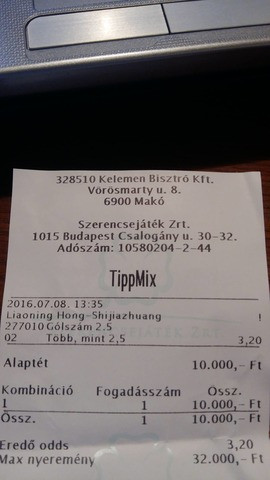 328510 Kelemen Bisztró Kft.
Vörösmarty u. 8.
6900 Makó
Szerencsejáték Zrt.
1015 Budapest Csalogány u. 30-32.
Adószám: 10580204-2-44
TippMix
2016.07.08. 13:35
Liaoning Hong-Shijiazhuang !
277010 Gólszám 2.5
02 Több, mint 2,5 3,20
Alaptét 10.000,- Ft
Kombináció Fogadásszám Össz.
1 1 10.000,- Ft
Össz. 1 10.000,- Ft
Eredő odds 3,20
Max nyeremény 32.000,- Ft